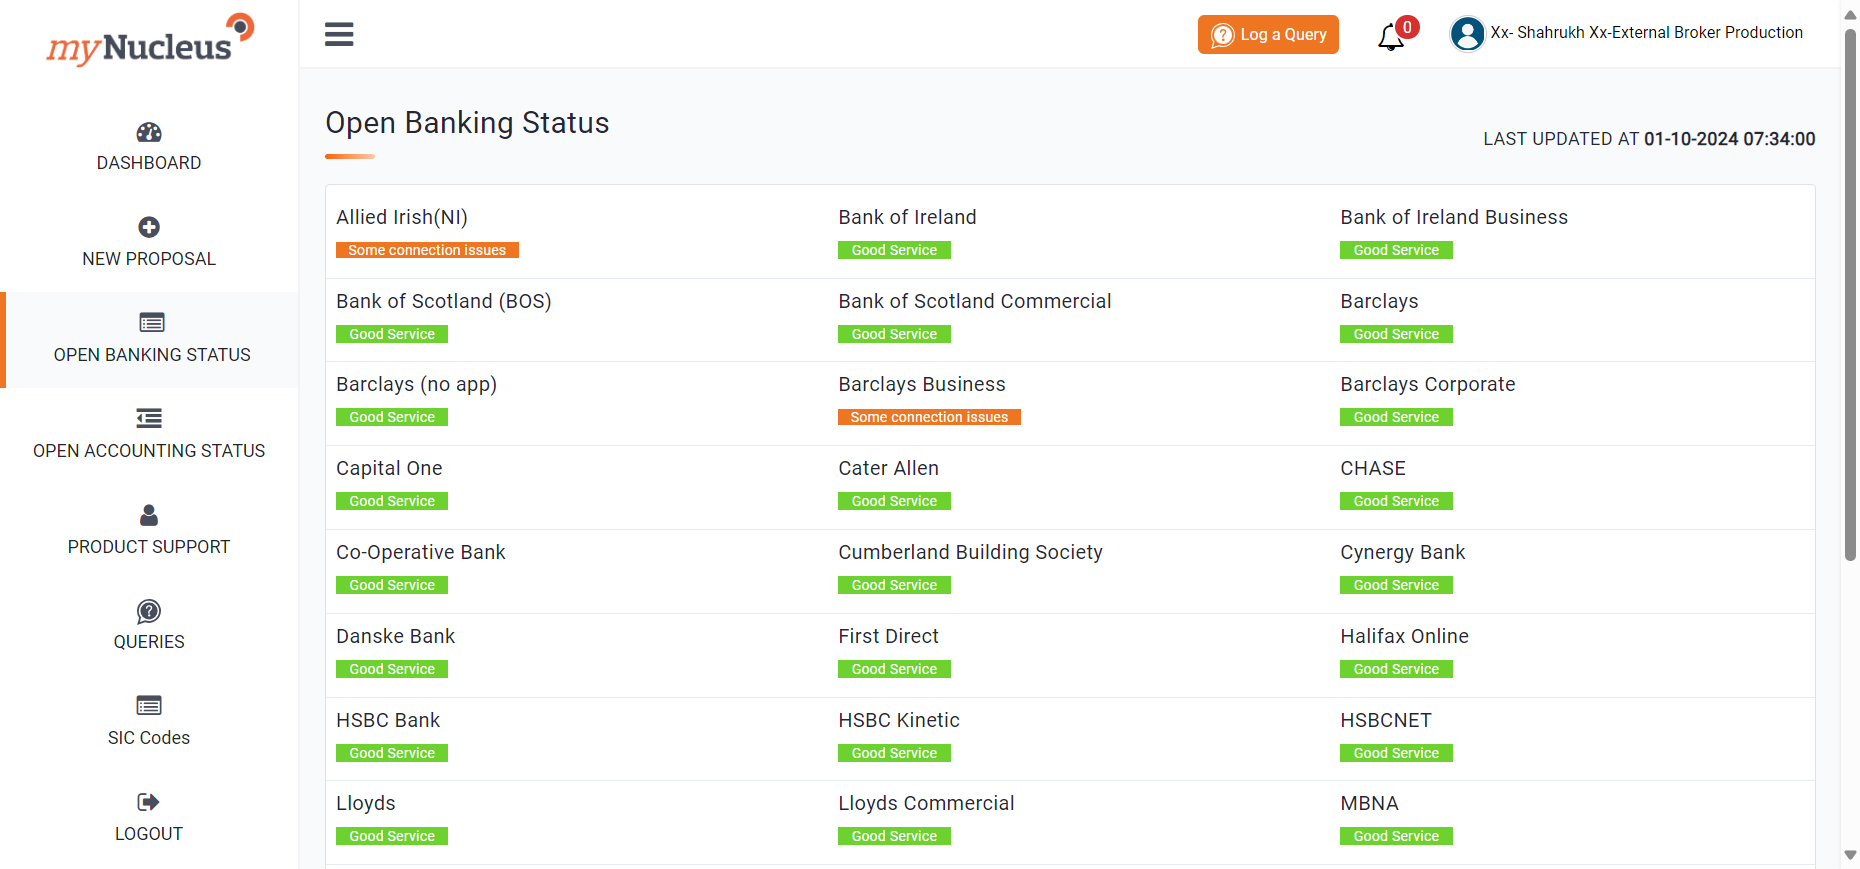 myNucleus
Log a Query
0
Xx- Shahrukh Xx-External Broker Production
DASHBOARD
NEW PROPOSAL
OPEN BANKING STATUS
OPEN ACCOUNTING STATUS
PRODUCT SUPPORT
QUERIES
SIC Codes
LOGOUT
Open Banking Status
LAST UPDATED AT 01-10-2024 07:34:00
Allied Irish(NI)
Some connection issues
Bank of Ireland
Good Service
Bank of Ireland Business
Good Service
Bank of Scotland (BOS)
Good Service
Bank of Scotland Commercial
Good Service
Barclays
Good Service
Barclays (no app)
Good Service
Barclays Business
Some connection issues
Barclays Corporate
Good Service
Capital One
Good Service
Cater Allen
Good Service
CHASE
Good Service
Co-Operative Bank
Good Service
Cumberland Building Society
Good Service
Cynergy Bank
Good Service
Danske Bank
Good Service
First Direct
Good Service
Halifax Online
Good Service
HSBC Bank
Good Service
HSBC Kinetic
Good Service
HSBCNET
Good Service
Lloyds
Good Service
Lloyds Commercial
Good Service
MBNA
Good Service